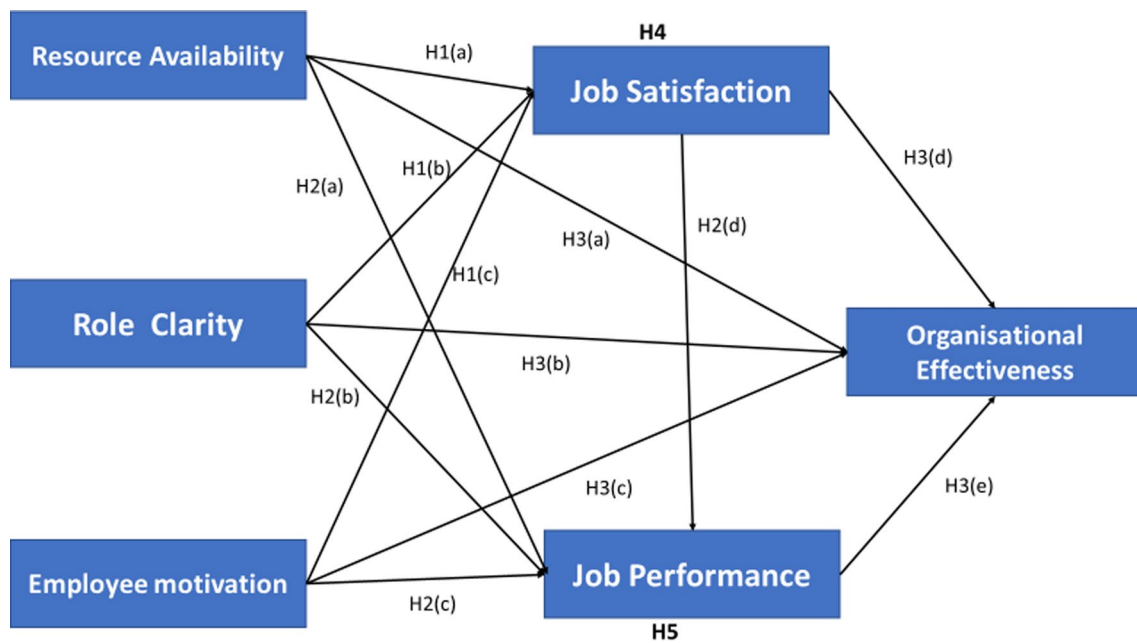 H4
Resource Availability
H1(a)
Job Satisfaction
H1(b)
H2(a)
H3(d)
H2(d)
H3(a)
H1(c)
Role Clarity
Organisational
Effectiveness
H3(b)
H2(b)
H3(c)
H3(e)
Employee motivation
Job Performance
H2(c)
H5